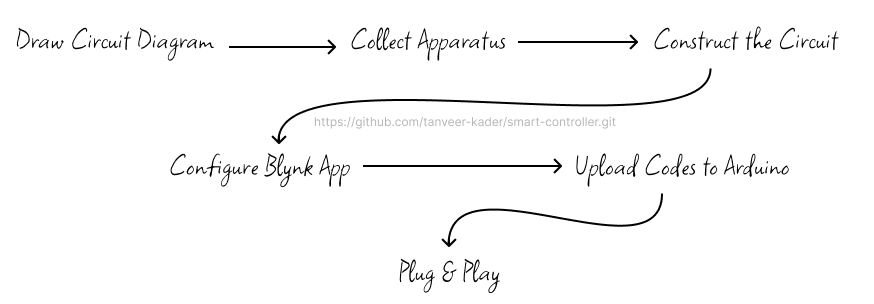 Draw Circuit Diagram
Collect Apparatus
Construct the Circuit
https://github.com/tanveer-kader/smart-controller.git
Configure Blynk App
Upload Codes to Arduino
Plug & Play